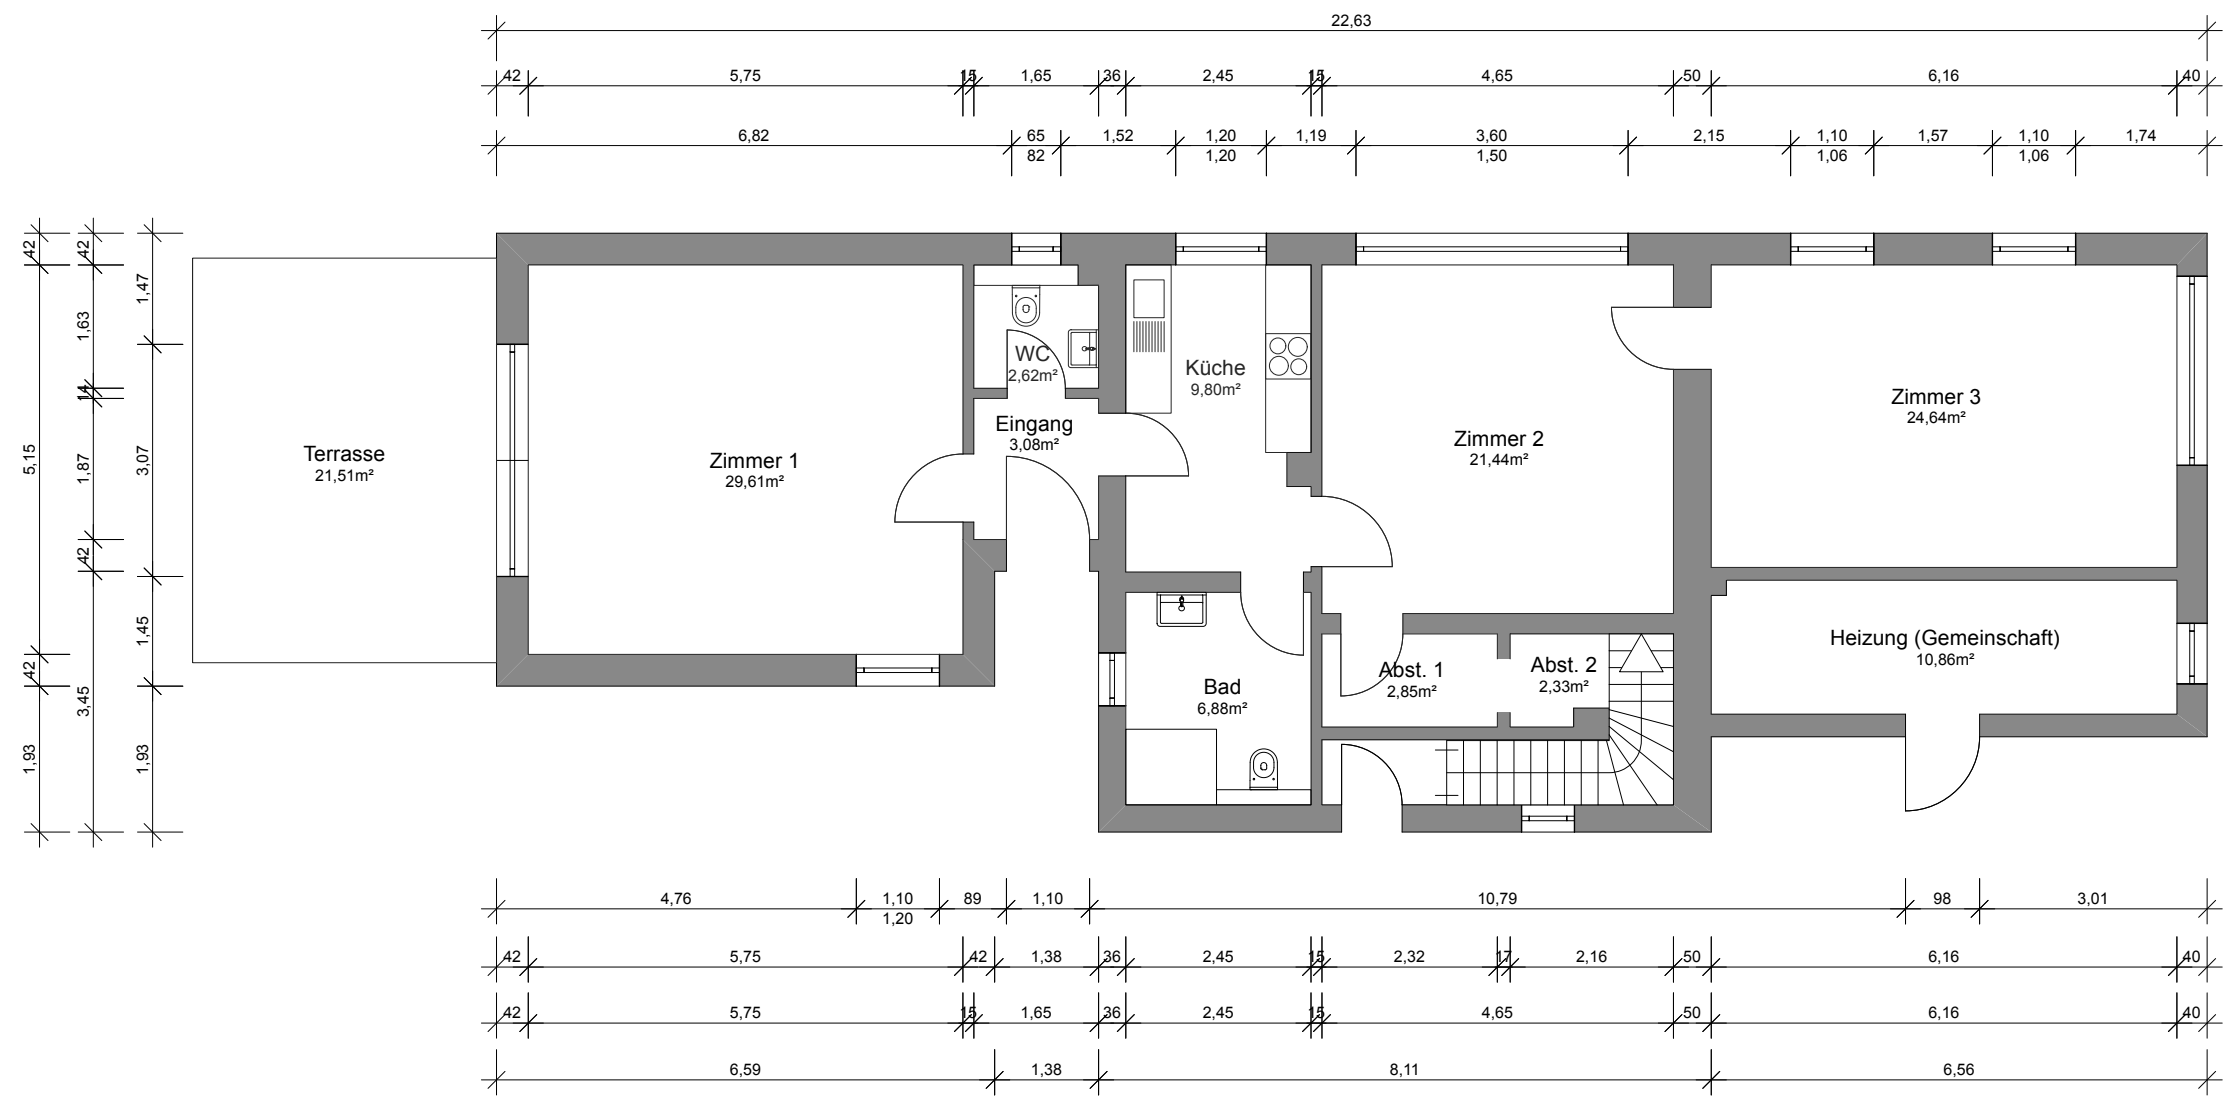 22,63
42 5,75 15 1,65 36 2,45 15 4,65 50 6,16 40
6,82 65 1,52 1,20 1,19 3,60 2,15 1,10 1,57 1,10 1,74
82 1,20 1,50 1,06 1,06
42 5,15 42 1,93
42 1,63 14 1,87 42 3,45
1,47 3,07 1,45 1,93
Terrasse
21,51m²
Zimmer 1
29,61m²
WC
2,62m²
Eingang
3,08m²
Küche
9,80m²
Zimmer 2
21,44m²
Zimmer 3
24,64m²
Bad
6,88m²
Abst. 1
2,85m²
Abst. 2
2,33m²
Heizung (Gemeinschaft)
10,86m²
4,76 1,10 89 1,10 10,79 98 3,01
1,20
42 5,75 42 1,38 36 2,45 15 2,32 17 2,16 50 6,16 40
42 5,75 15 1,65 36 2,45 15 4,65 50 6,16 40
6,59 1,38 8,11 6,56